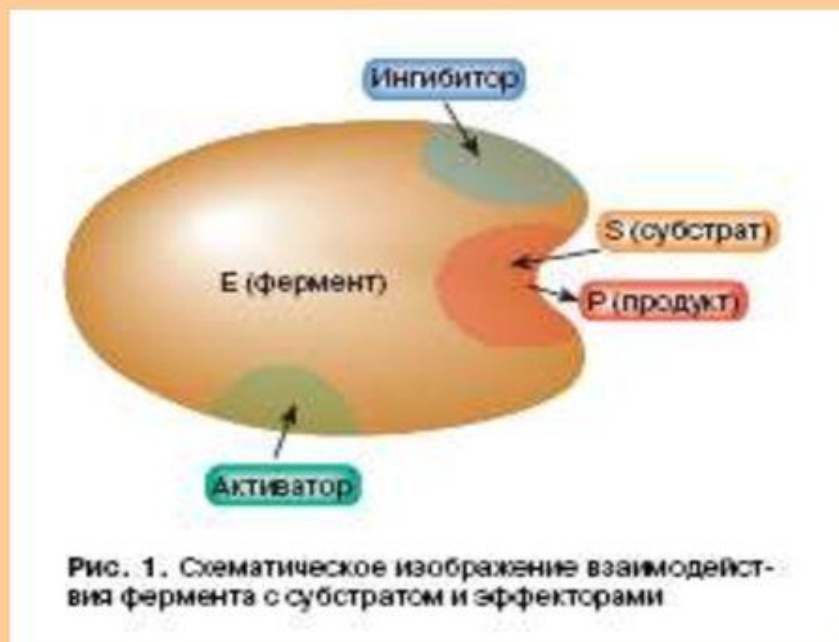 Ингибитор
S (субстрат)
E (фермент)
P (продукт)
Активатор
Рис. 1. Схематическое изображение взаимодейст-
вия фермента с субстратом и эффекторами